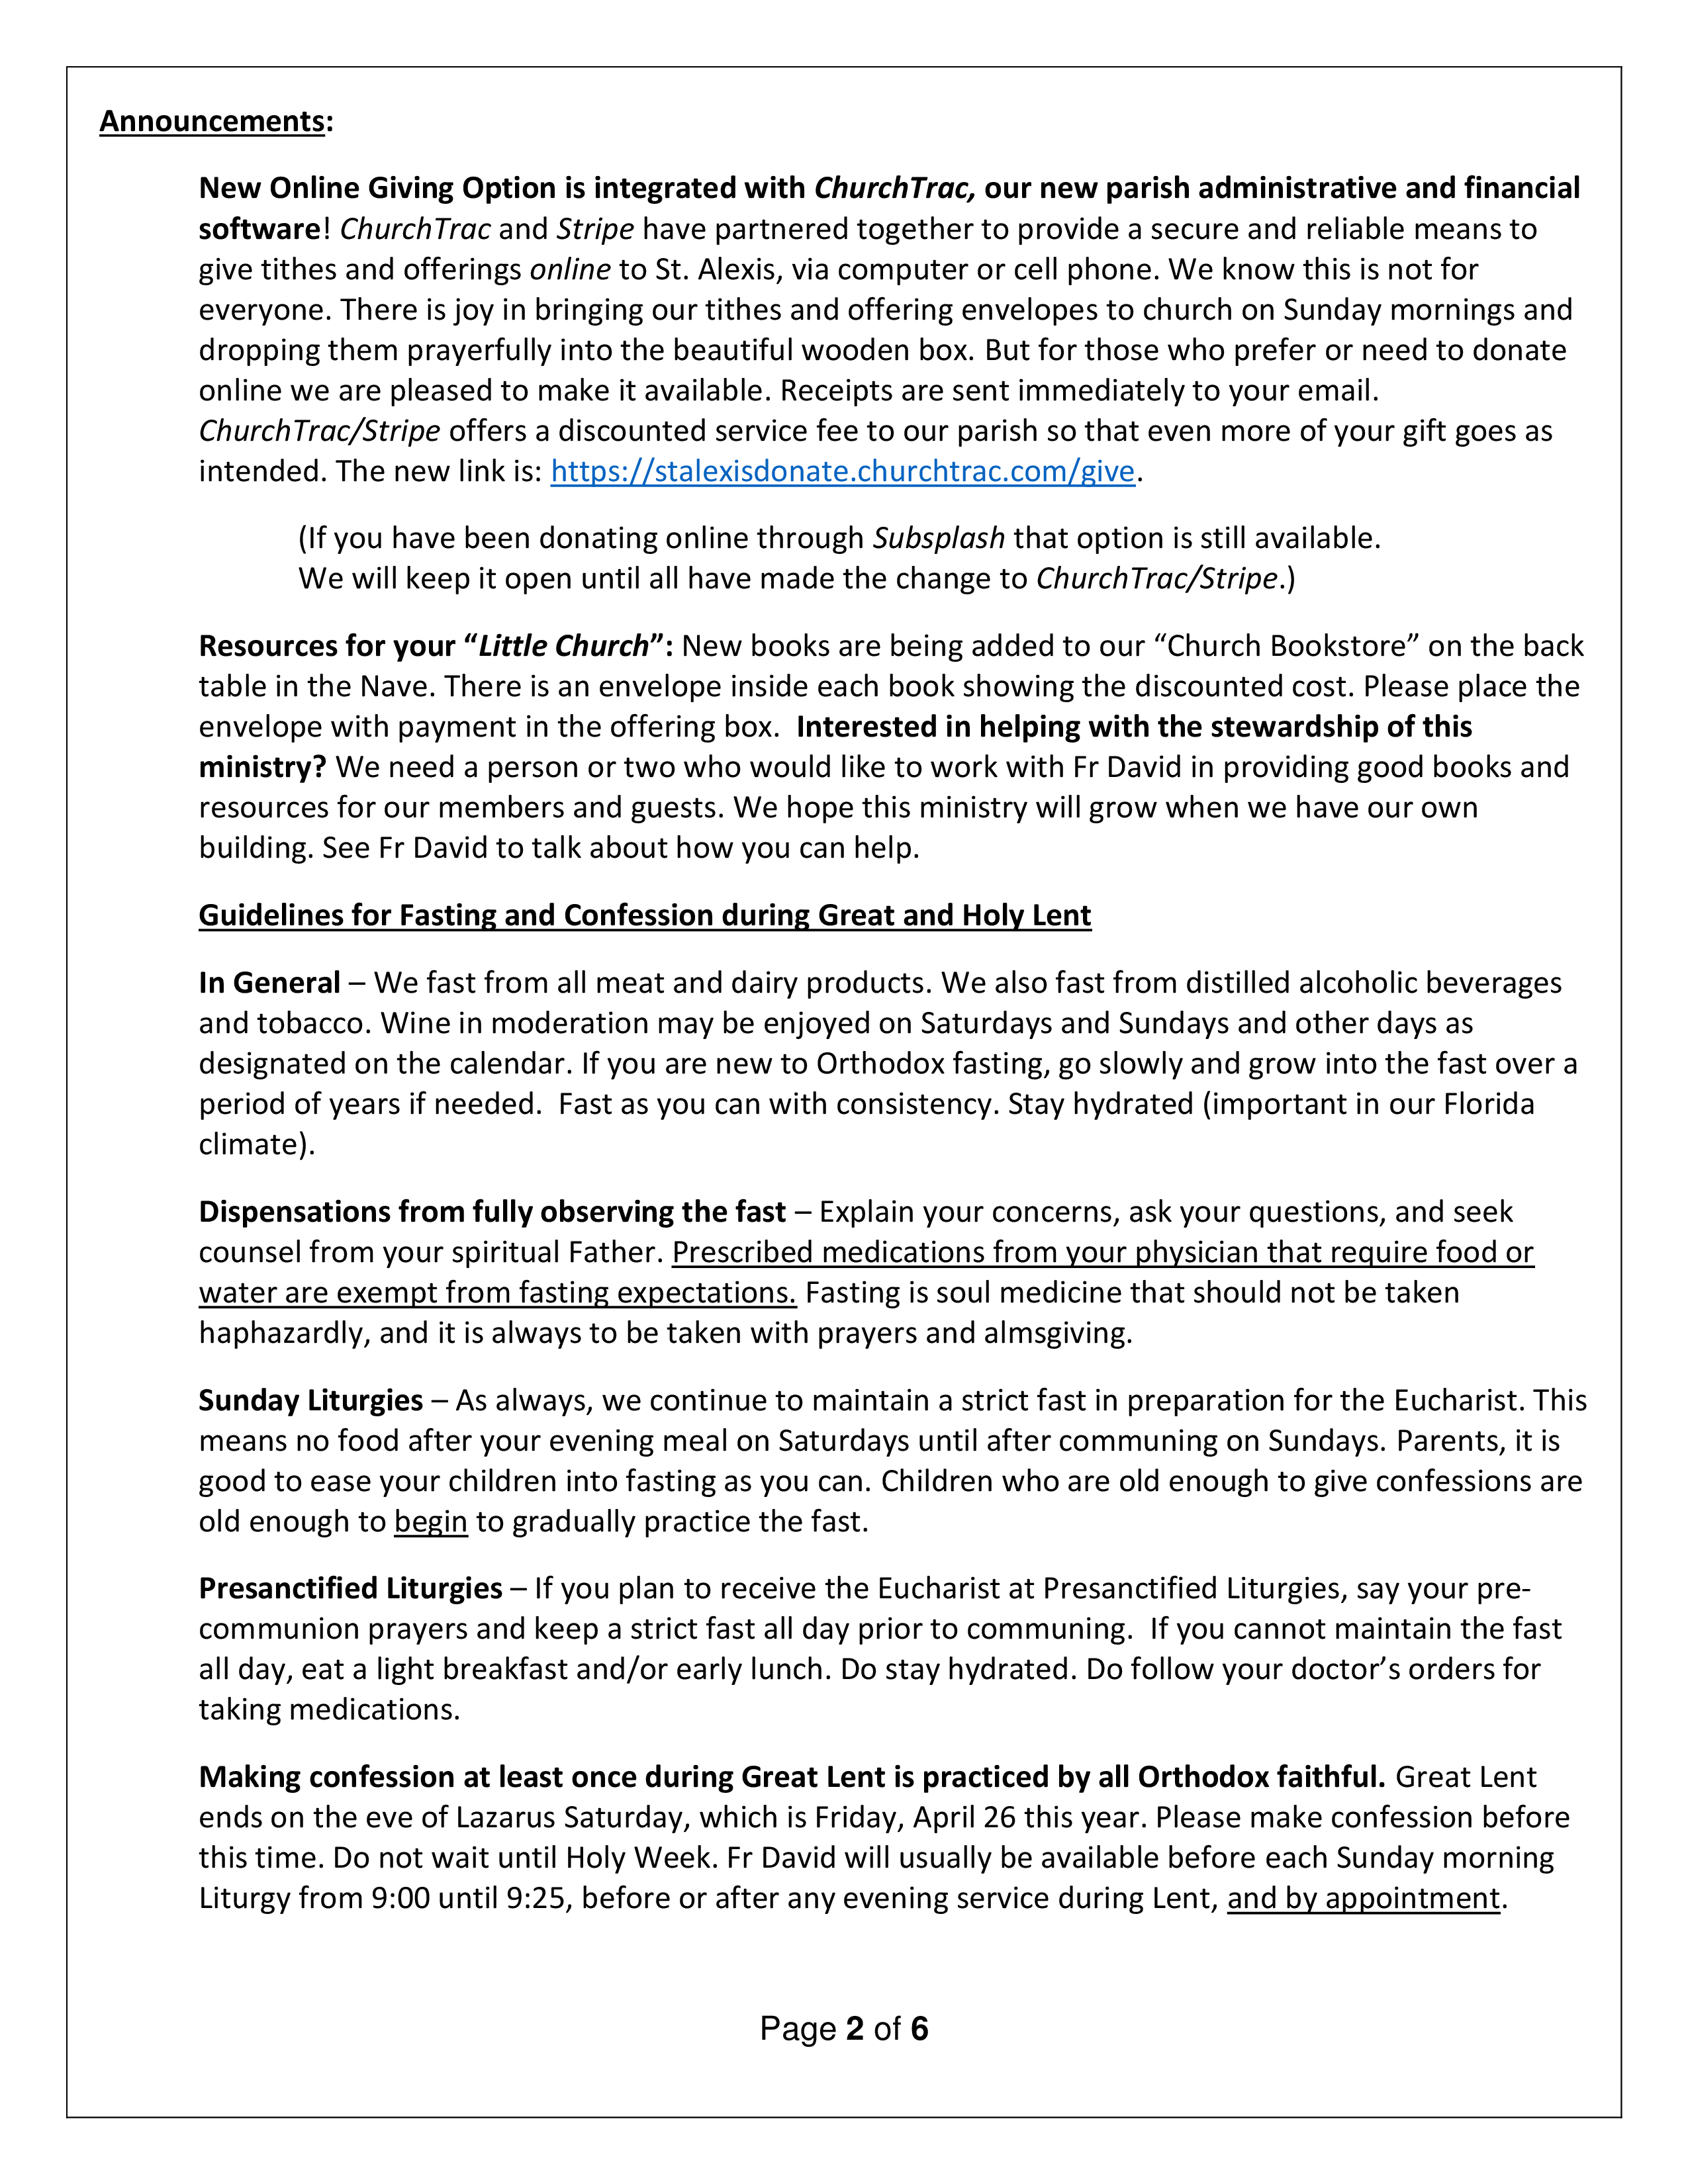 Announcements:
New Online Giving Option is integrated with ChurchTrac, our new parish administrative and financial
software! ChurchTrac and Stripe have partnered together to provide a secure and reliable means to
give tithes and offerings online to St. Alexis, via computer or cell phone. We know this is not for
everyone. There is joy in bringing our tithes and offering envelopes to church on Sunday mornings and
dropping them prayerfully into the beautiful wooden box. But for those who prefer or need to donate
online we are pleased to make it available. Receipts are sent immediately to your email.
ChurchTrac/Stripe offers a discounted service fee to our parish so that even more of your gift goes as
intended. The new link is: https://stalexisdonate.churchtrac.com/give.
(If you have been donating online through Subsplash that option is still available.
We will keep it open until all have made the change to ChurchTrac/Stripe.)
Resources for your “Little Church”: New books are being added to our “Church Bookstore” on the back
table in the Nave. There is an envelope inside each book showing the discounted cost. Please place the
envelope with payment in the offering box.  Interested in helping with the stewardship of this
ministry? We need a person or two who would like to work with Fr David in providing good books and
resources for our members and guests. We hope this ministry will grow when we have our own
building. See Fr David to talk about how you can help.
Guidelines for Fasting and Confession during Great and Holy Lent
In General – We fast from all meat and dairy products. We also fast from distilled alcoholic beverages
and tobacco. Wine in moderation may be enjoyed on Saturdays and Sundays and other days as
designated on the calendar. If you are new to Orthodox fasting, go slowly and grow into the fast over a
period of years if needed.  Fast as you can with consistency. Stay hydrated (important in our Florida
climate).
Dispensations from fully observing the fast – Explain your concerns, ask your questions, and seek
counsel from your spiritual Father. Prescribed medications from your physician that require food or
water are exempt from fasting expectations. Fasting is soul medicine that should not be taken
haphazardly, and it is always to be taken with prayers and almsgiving.
Sunday Liturgies – As always, we continue to maintain a strict fast in preparation for the Eucharist. This
means no food after your evening meal on Saturdays until after communing on Sundays. Parents, it is
good to ease your children into fasting as you can. Children who are old enough to give confessions are
old enough to begin to gradually practice the fast.
Presanctified Liturgies – If you plan to receive the Eucharist at Presanctified Liturgies, say your pre-
communion prayers and keep a strict fast all day prior to communing.  If you cannot maintain the fast
all day, eat a light breakfast and/or early lunch. Do stay hydrated. Do follow your doctor’s orders for
taking medications.
Making confession at least once during Great Lent is practiced by all Orthodox faithful. Great Lent
ends on the eve of Lazarus Saturday, which is Friday, April 26 this year. Please make confession before
this time. Do not wait until Holy Week. Fr David will usually be available before each Sunday morning
Liturgy from 9:00 until 9:25, before or after any evening service during Lent, and by appointment.
Page 2 of 6